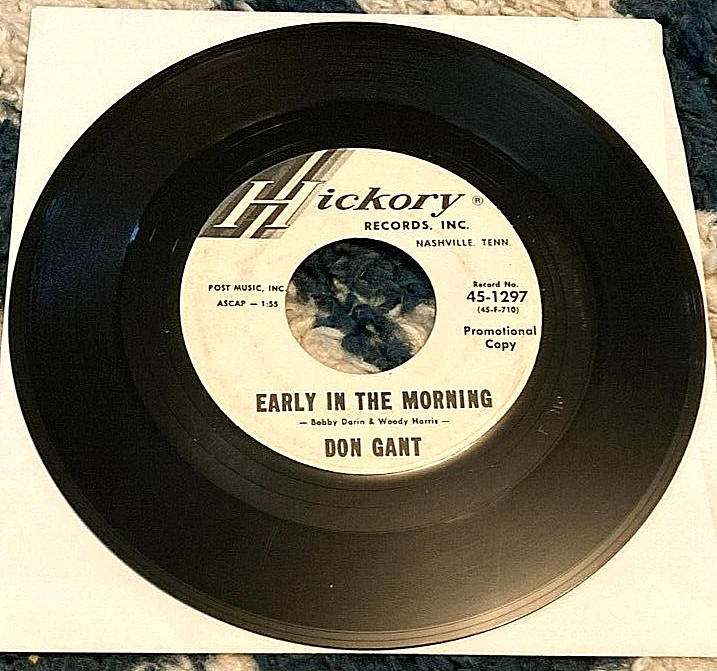 Hickory ®
RECORDS, INC.
NASHVILLE, TENN.
POST MUSIC, INC.
ASCAP — 1:55
Record No.
45-1297
(45-F-710)
Promotional
Copy
EARLY IN THE MORNING
— Bobby Darin & Woody Harris —
DON GANT